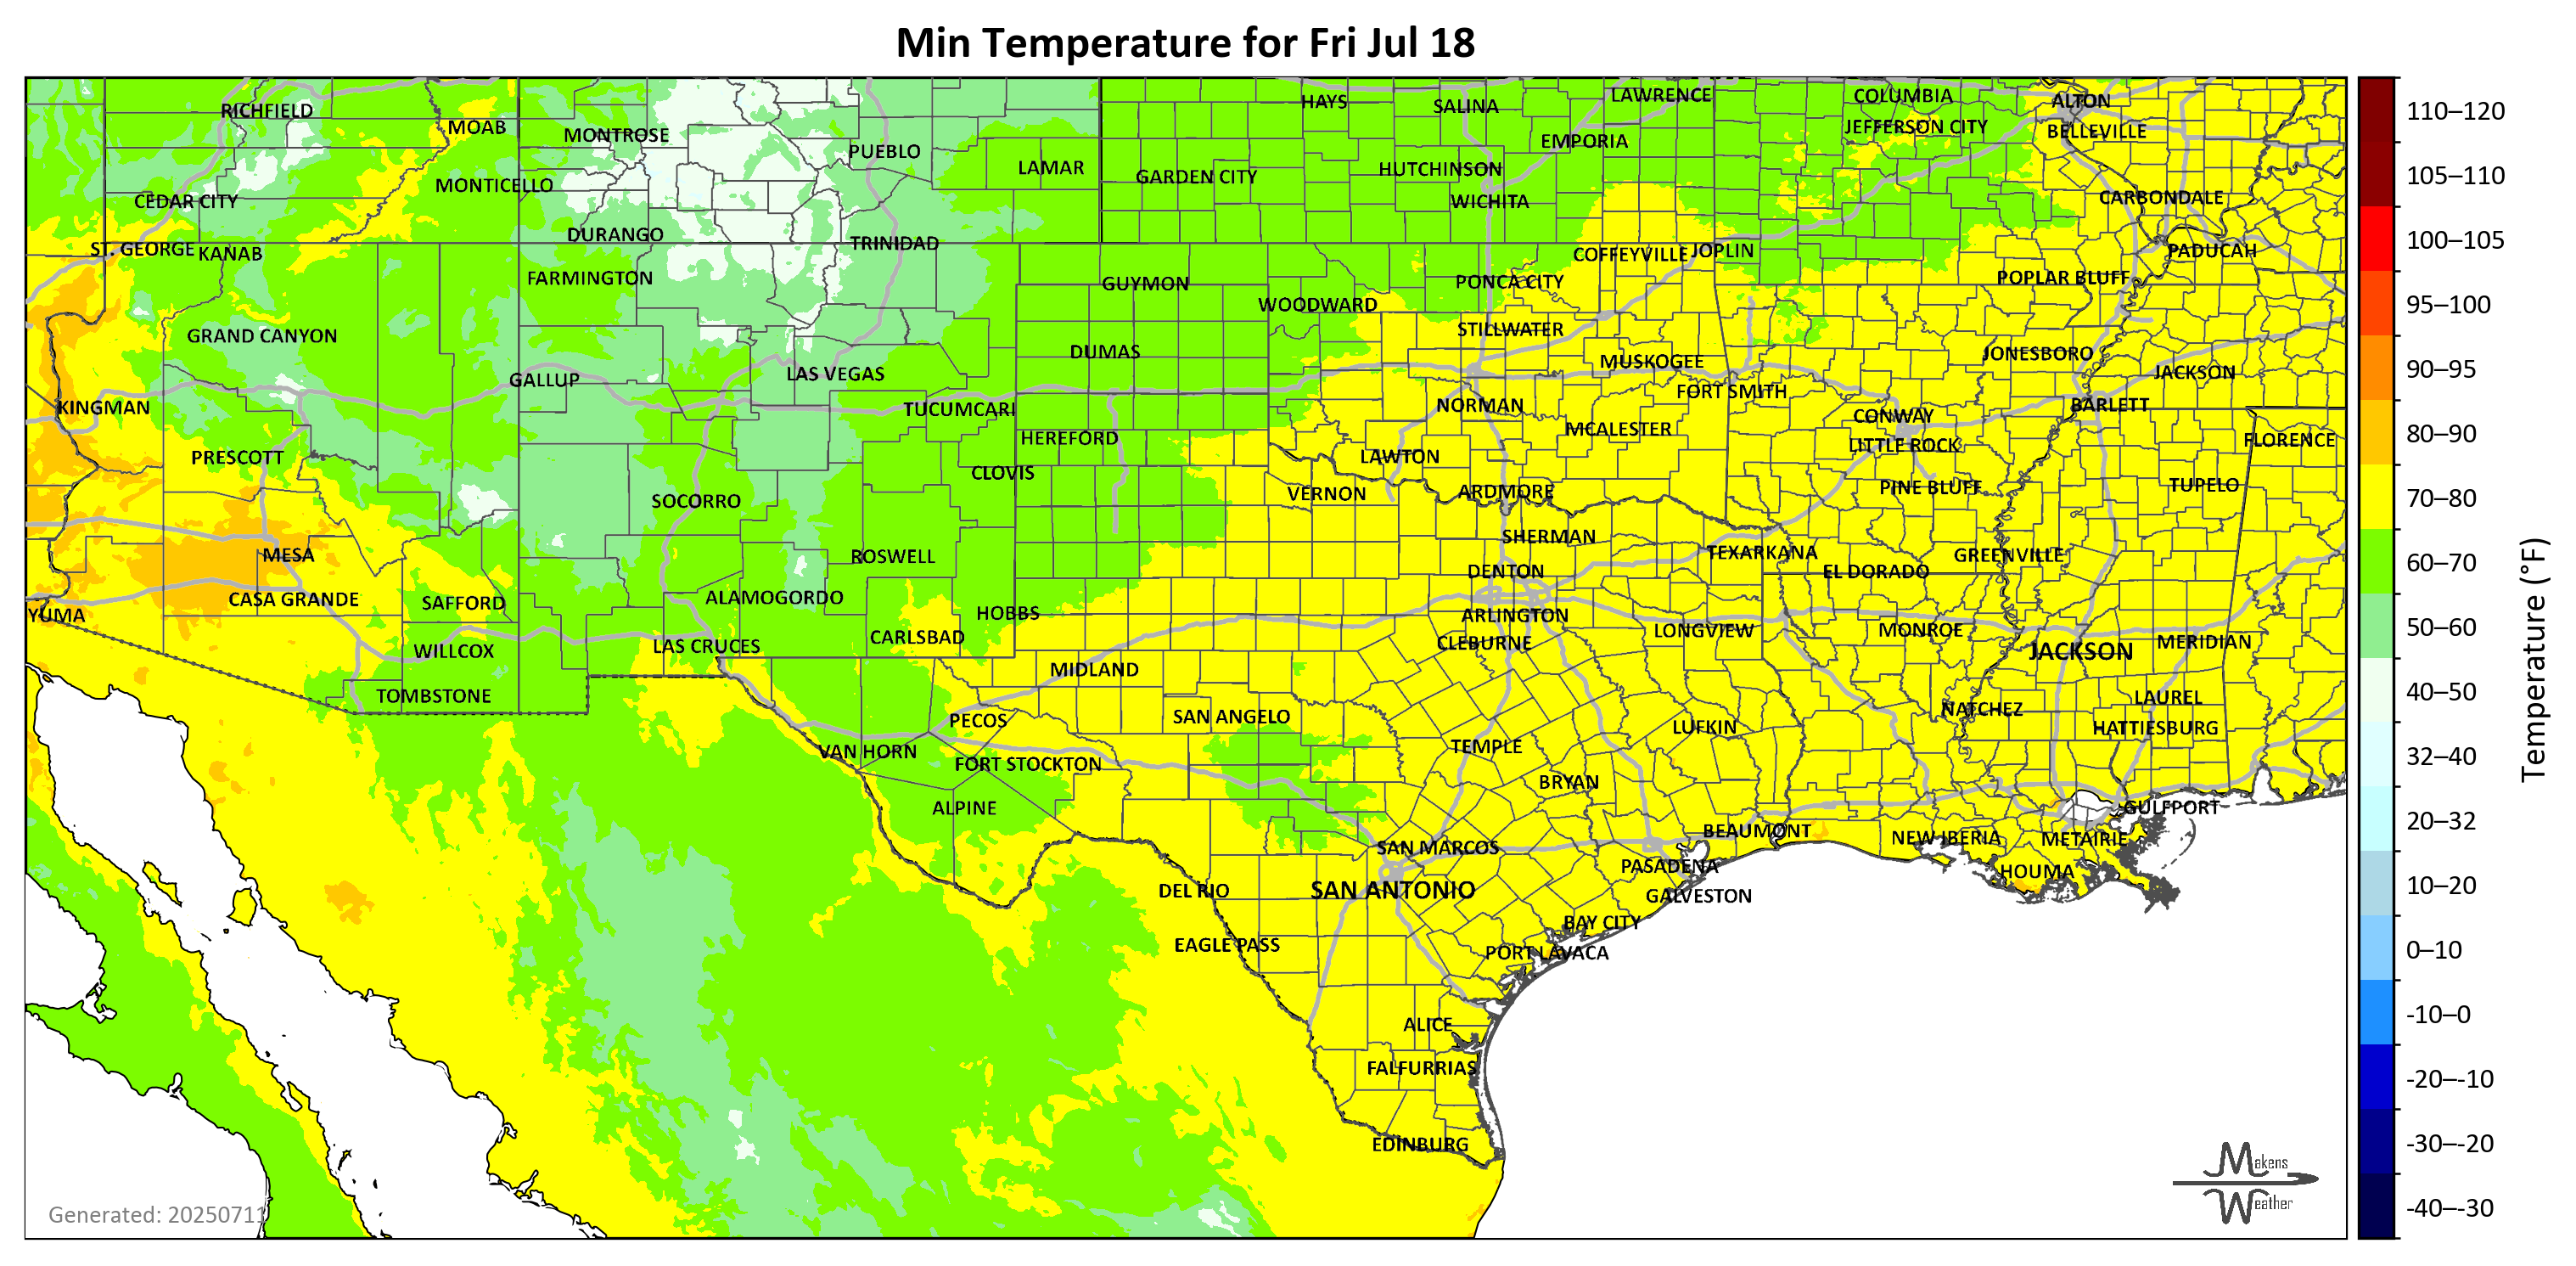 Min Temperature for Fri Jul 18
RICHFIELD
MOAB
MONTROSE
PUEBLO
LAMAR
HAYS
SALINA
LAWRENCE
COLUMBIA
ALTON
JEFFERSON CITY
BELLEVILLE
EMPORIA
HUTCHINSON
GARDEN CITY
MONTICELLO
CEDAR CITY
WICHITA
CARBONDALE
DURANGO
TRINIDAD
ST. GEORGE
KANAB
COFFEYVILLE
JOPLIN
PADUCAH
FARMINGTON
GUYMON
PONCA CITY
POPLAR BLUFF
WOODWARD
GRAND CANYON
STILLWATER
DUMAS
MUSKOGEE
JONESBORO
JACKSON
GALLUP
LAS VEGAS
FORT SMITH
KINGMAN
TUCUMCARI
NORMAN
CONWAY
BARLETT
HEREFORD
MCALESTER
LITTLE ROCK
FLORENCE
PRESCOTT
LAWTON
CLOVIS
VERNON
ARDMORE
PINE BLUFF
TUPELO
SOCORRO
SHERMAN
MESA
ROSWELL
TEXARKANA
GREENVILLE
DENTON
EL DORADO
CASA GRANDE
SAFFORD
ALAMOGORDO
YUMA
HOBBS
ARLINGTON
CARLSBAD
CLEBURNE
LONGVIEW
MONROE
MERIDIAN
WILLCOX
LAS CRUCES
JACKSON
MIDLAND
TOMBSTONE
LAUREL
PECOS
SAN ANGELO
NATCHEZ
LUFKIN
HATTIESBURG
VAN HORN
FORT STOCKTON
TEMPLE
BRYAN
ALPINE
GULFPORT
BEAUMONT
NEW IBERIA
METAIRIE
SAN MARCOS
PASADENA
HOUMA
DEL RIO
SAN ANTONIO
GALVESTON
BAY CITY
EAGLE PASS
PORT LAVACA
ALICE
FALFURRIAS
EDINBURG
Generated: 20250711
Makens
Weather
110–120
105–110
100–105
95–100
90–95
80–90
70–80
60–70
50–60
40–50
32–40
20–32
10–20
0–10
-10–0
-20–-10
-30–-20
-40–-30
Temperature (°F)